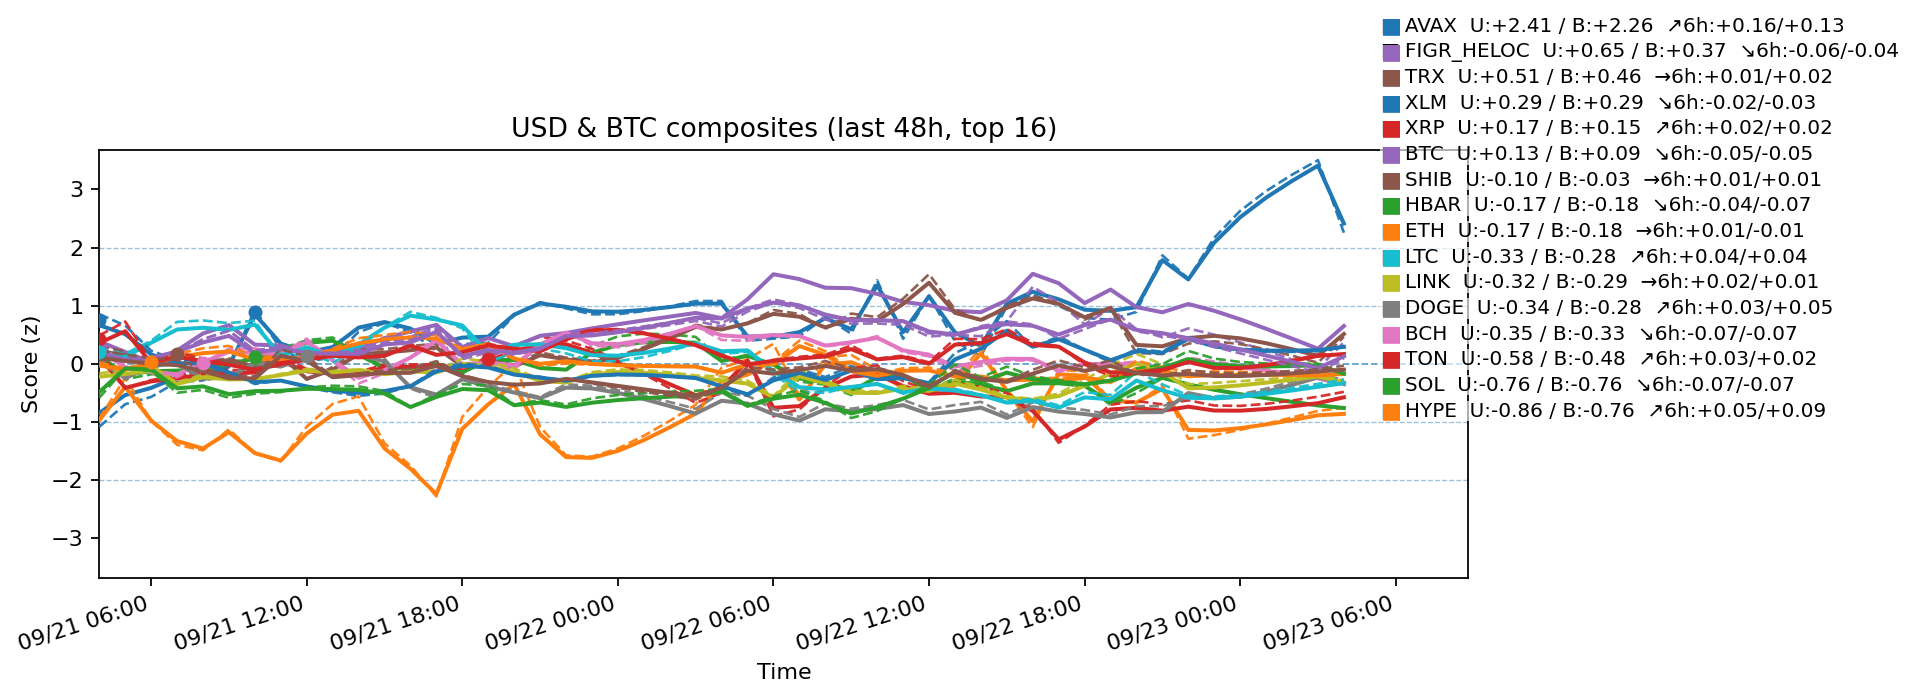 AVAX  U:+2.41 / B:+2.26  ↗6h:+0.16/+0.13
FIGR_HELOC  U:+0.65 / B:+0.37  ↘6h:-0.06/-0.04
TRX  U:+0.51 / B:+0.46  →6h:+0.01/+0.02
XLM  U:+0.29 / B:+0.29  ↘6h:-0.02/-0.03
XRP  U:+0.17 / B:+0.15  ↗6h:+0.02/+0.02
BTC  U:+0.13 / B:+0.09  ↘6h:-0.05/-0.05
SHIB  U:-0.10 / B:-0.03  →6h:+0.01/+0.01
HBAR  U:-0.17 / B:-0.18  ↘6h:-0.04/-0.07
ETH  U:-0.17 / B:-0.18  →6h:+0.01/-0.01
LTC  U:-0.33 / B:-0.28  ↗6h:+0.04/+0.04
LINK  U:-0.32 / B:-0.29  →6h:+0.02/+0.01
DOGE  U:-0.34 / B:-0.28  ↗6h:+0.03/+0.05
BCH  U:-0.35 / B:-0.33  ↘6h:-0.07/-0.07
TON  U:-0.58 / B:-0.48  ↗6h:+0.03/+0.02
SOL  U:-0.76 / B:-0.76  ↘6h:-0.07/-0.07
HYPE  U:-0.86 / B:-0.76  ↗6h:+0.05/+0.09
USD & BTC composites (last 48h, top 16)
Score (z)
3
2
1
0
−1
−2
−3
09/21 06:00
09/21 12:00
09/21 18:00
09/22 00:00
09/22 06:00
09/22 12:00
09/22 18:00
09/23 00:00
09/23 06:00
Time